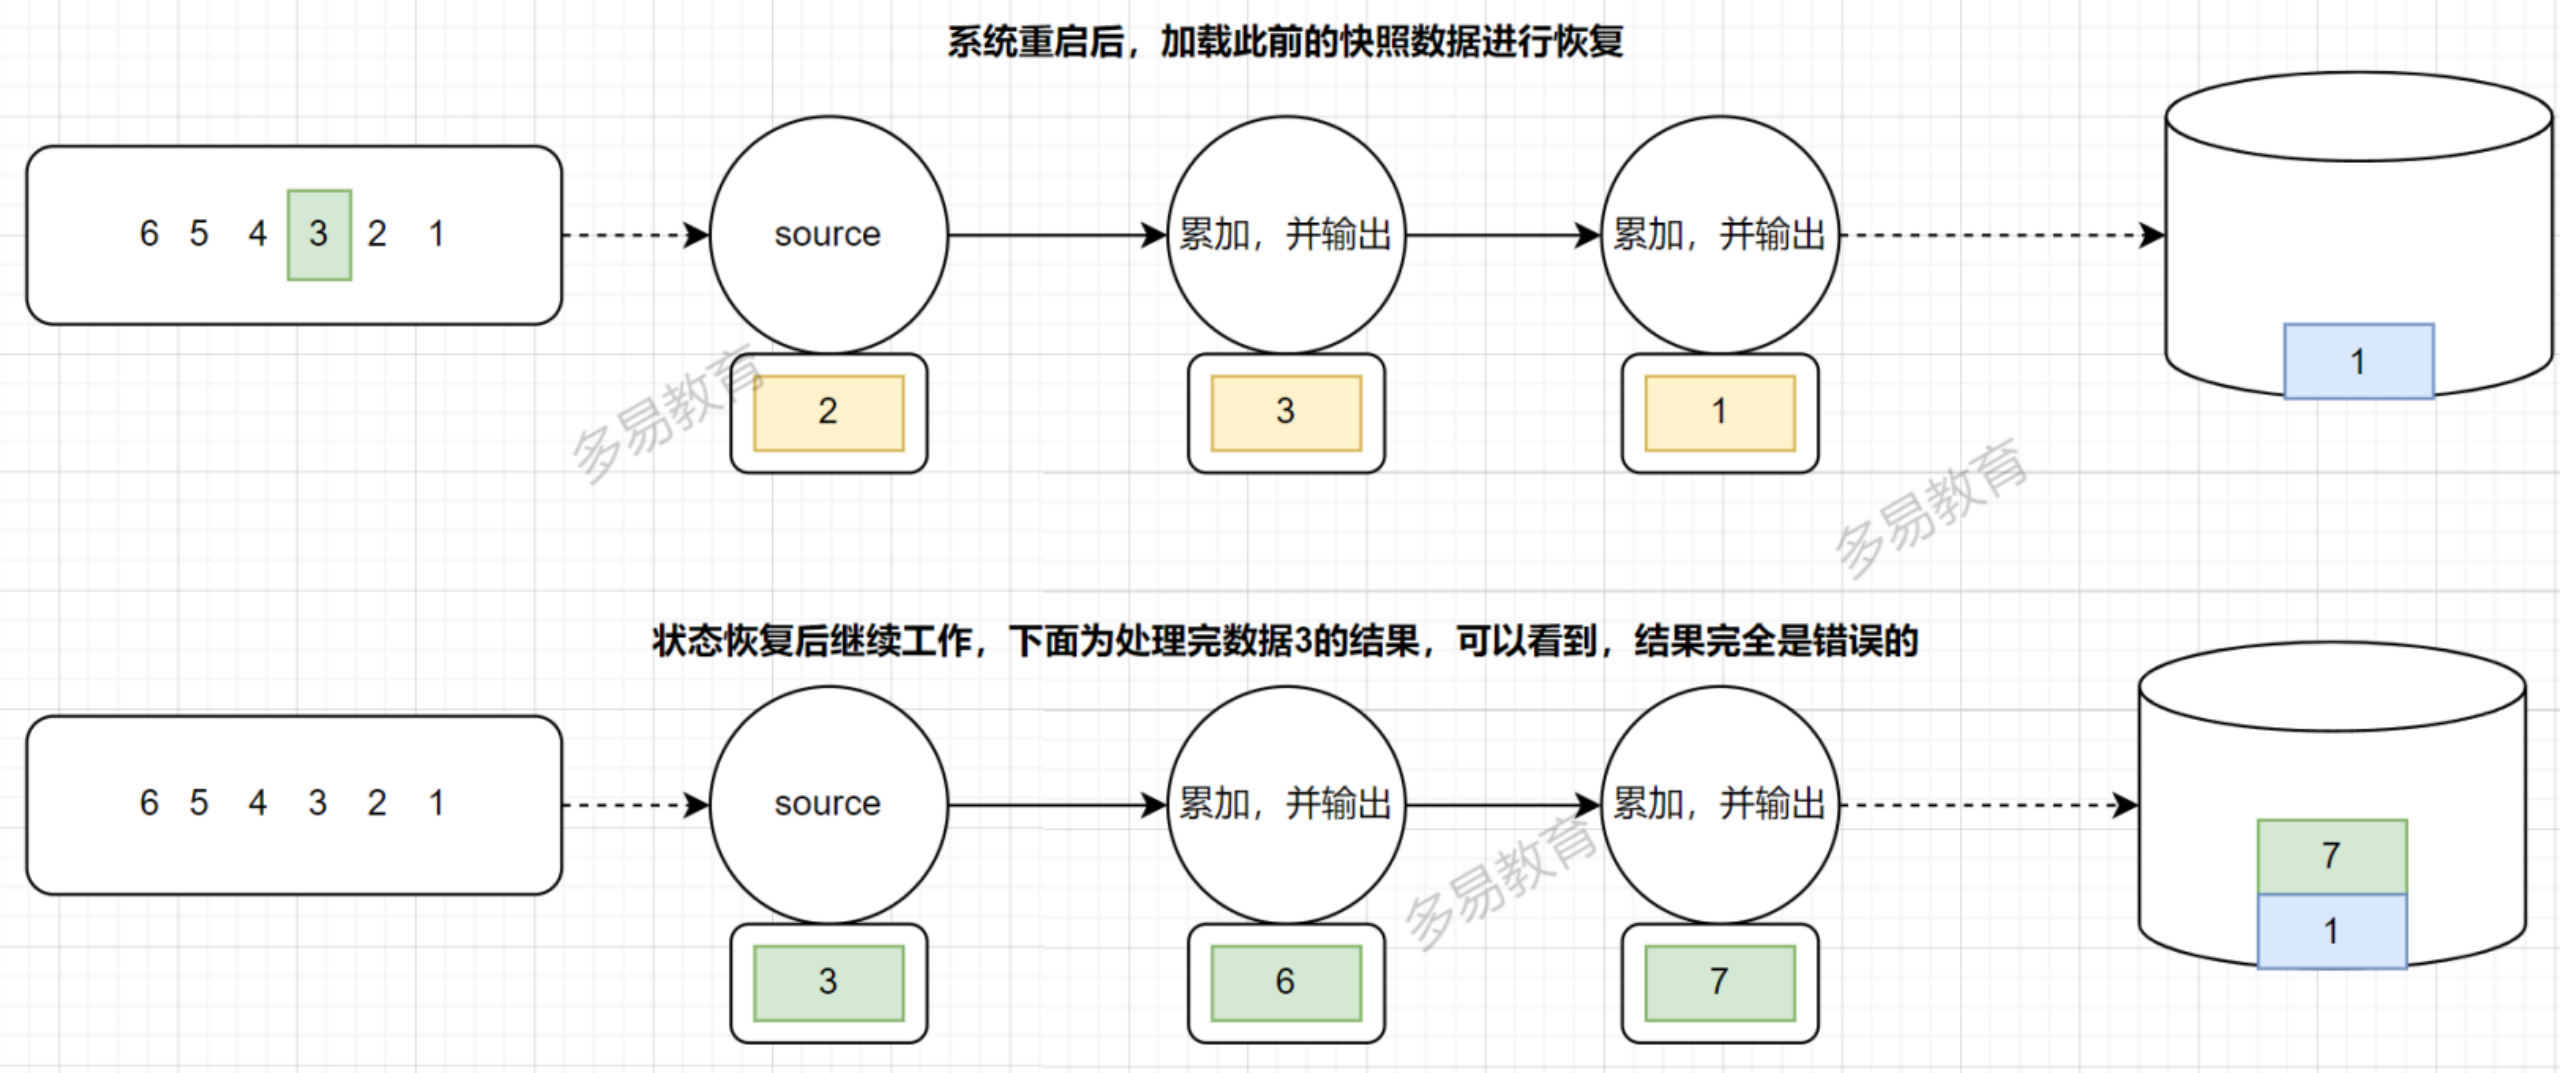 系统重启后，加载此前的快照数据进行恢复
6 5 4 3 2 1
source
累加，并输出
累加，并输出
1
2
3
1
多易教育
多易教育
状态恢复后继续工作，下面为处理完数据3的结果，可以看到，结果完全是错误的
6 5 4 3 2 1
source
累加，并输出
累加，并输出
7
1
3
6
7
多易教育